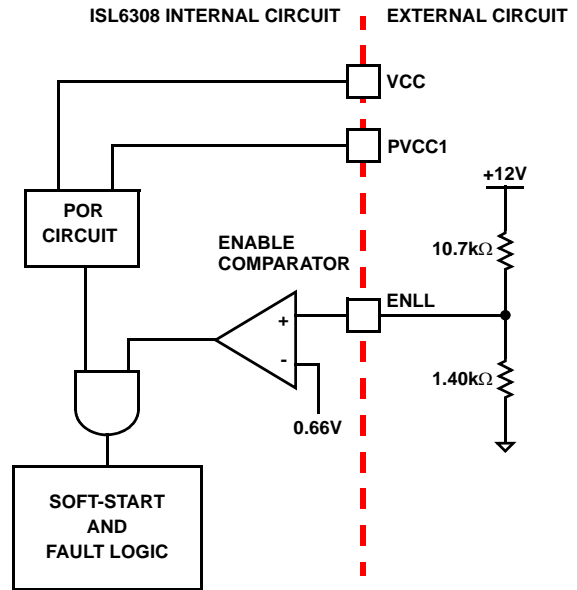 ISL6308 INTERNAL CIRCUIT
EXTERNAL CIRCUIT
VCC
PVCC1
+12V
POR
CIRCUIT
10.7kΩ
ENABLE
COMPARATOR
ENLL
+
-
1.40kΩ
0.66V
SOFT-START
AND
FAULT LOGIC